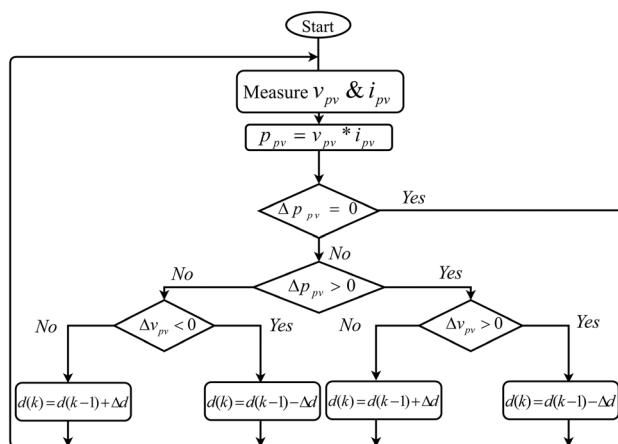 Start
Measure v_pv & i_pv
p_pv = v_pv * i_pv
Δp_pv = 0
Yes
No
No
Δp_pv > 0
Yes
No
Δv_pv < 0
Yes
No
Δv_pv > 0
Yes
d(k)=d(k−1)+Δd
d(k)=d(k−1)−Δd
d(k)=d(k−1)+Δd
d(k)=d(k−1)−Δd